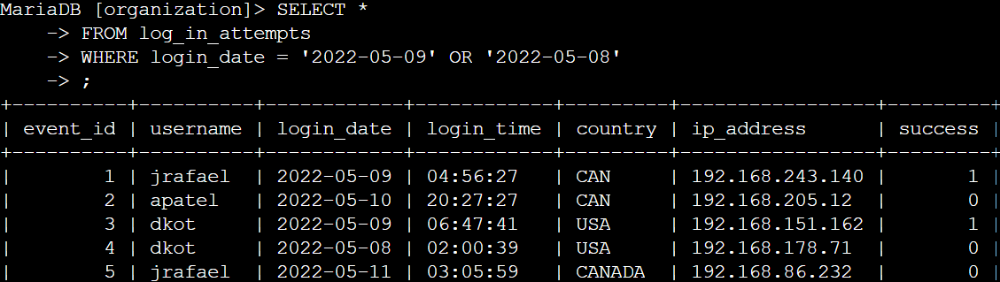 MariaDB [organization]> SELECT *
    -> FROM log_in_attempts
    -> WHERE login_date = '2022-05-09' OR '2022-05-08'
    -> ;
+----------+----------+------------+------------+---------+-----------------+---------+
| event_id | username | login_date | login_time | country | ip_address      | success |
+----------+----------+------------+------------+---------+-----------------+---------+
|        1 | jrafael  | 2022-05-09 | 04:56:27   | CAN     | 192.168.243.140 |       1 |
|        2 | apatel   | 2022-05-10 | 20:27:27   | CAN     | 192.168.205.12  |       0 |
|        3 | dkot     | 2022-05-09 | 06:47:41   | USA     | 192.168.151.162 |       1 |
|        4 | dkot     | 2022-05-08 | 02:00:39   | USA     | 192.168.178.71  |       0 |
|        5 | jrafael  | 2022-05-11 | 03:05:59   | CANADA  | 192.168.86.232  |       0 |